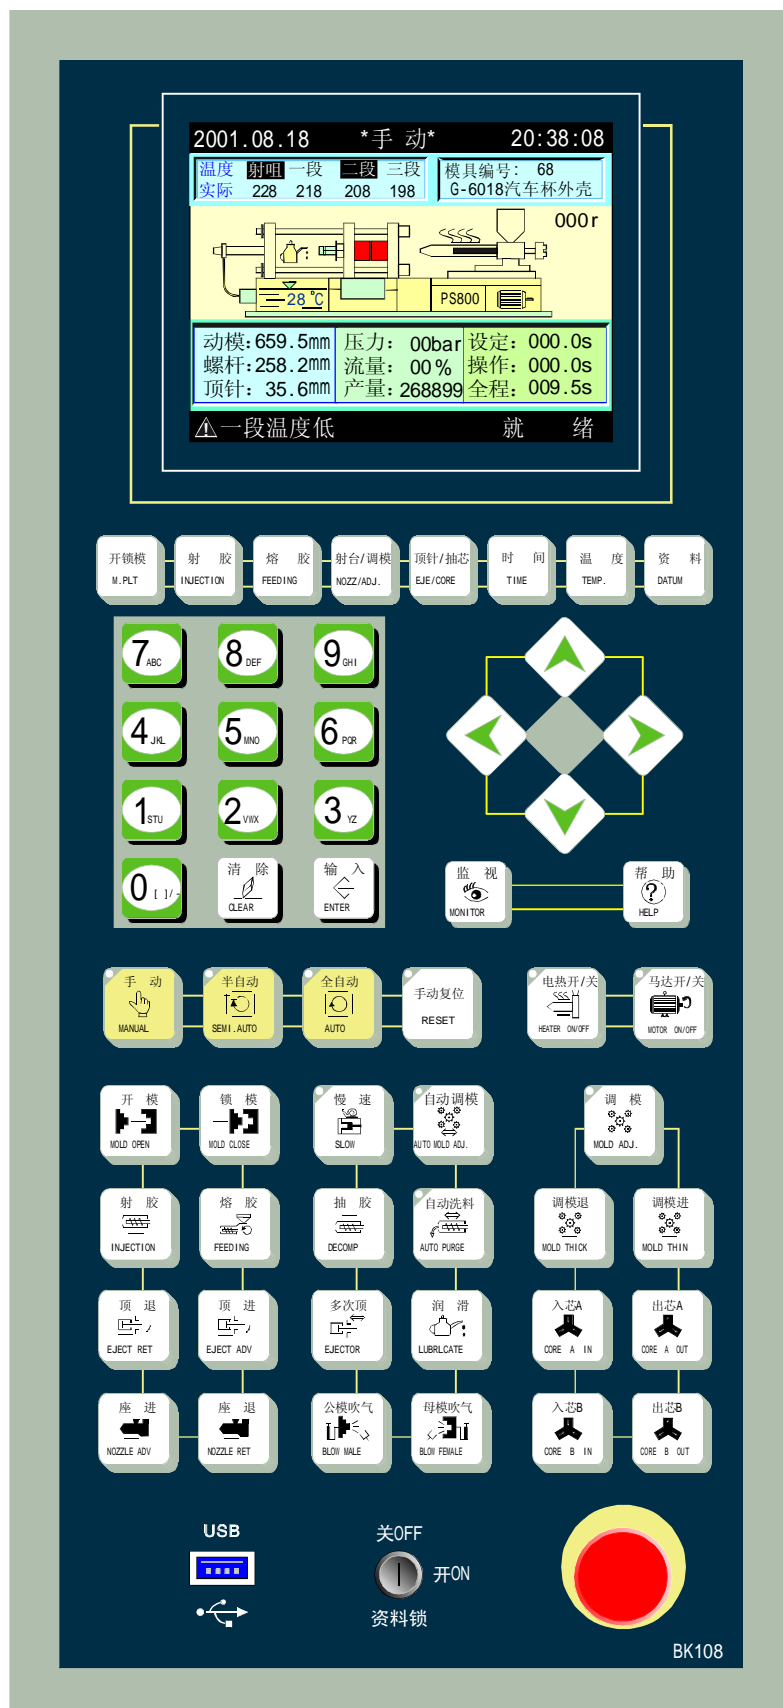 2001.08.18 *手 动* 20:38:08
温度 射咀 一段 二段 三段
实际 228 218 208 198
模具编号: 68
G-6018汽车杯外壳
000r
28 °C
PS800
动模:659.5mm 压力: 00bar 设定: 000.0s
螺杆:258.2mm 流量: 00% 操作: 000.0s
顶针: 35.6mm 产量: 268899 全程: 009.5s
一段温度低 就 绪
开锁模 射 胶 熔 胶 射台/调模 顶针/抽芯 时 间 温 度 资 料
M.PLT INJECTION FEEDING NOZZ/ADJ. EJE/CORE TIME TEMP. DATUM
7 ABC 8 DEF 9 GHI
4 JKL 5 MNO 6 PQR
1 STU 2 VWX 3 YZ
0 [ ]/-
清 除
CLEAR
输 入
ENTER
监 视
MONITOR
帮 助
HELP
手 动 半自动 全自动 手动复位 电热开/关 马达开/关
MANUAL SEMI.AUTO AUTO RESET HEATER ON/OFF MOTOR ON/OFF
开 模 锁 模 慢 速 自动调模 调 模
MOLD OPEN MOLD CLOSE SLOW AUTO MOLD ADJ. MOLD ADJ.
射 胶 熔 胶 抽 胶 自动洗料 调模退 调模进
INJECTION FEEDING DECOMP AUTO PURGE MOLD THICK MOLD THIN
顶 退 顶 进 多次顶 润 滑 入芯A 出芯A
EJECT RET EJECT ADV EJECTOR LUBRLCATE CORE A IN CORE A OUT
座 进 座 退 公模吹气 母模吹气 入芯B 出芯B
NOZZLE ADV NOZZLE RET BLOW MALE BLOW FEMALE CORE B IN CORE B OUT
USB
关OFF
开ON
资料锁
BK108